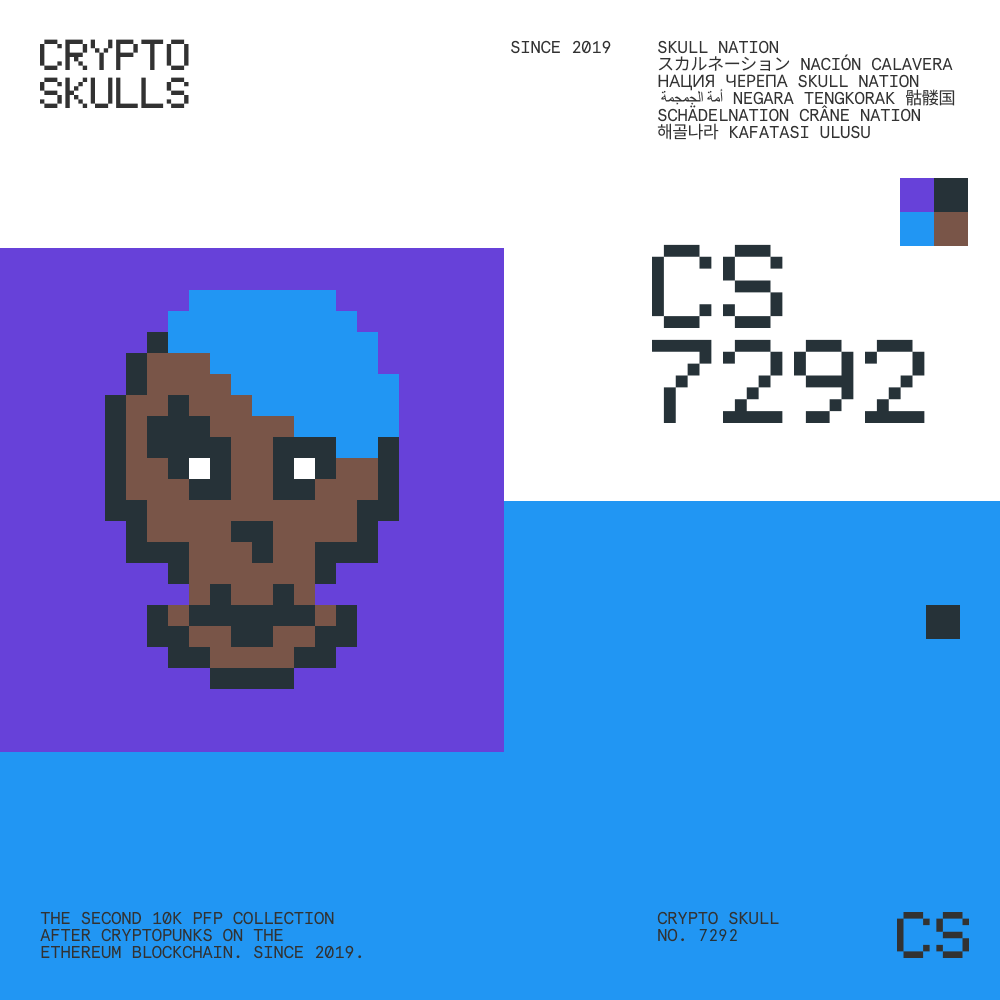 CRYPTO
SKULLS
SINCE 2019
SKULL NATION
スカルネーション NACIÓN CALAVERA
НАЦИЯ ЧЕРЕПА SKULL NATION
أمة الجمجمة NEGARA TENGKORAK 骷髅国
SCHÄDELNATION CRÂNE NATION
해골나라 KAFATASI ULUSU
CS
7292
THE SECOND 10K PFP COLLECTION
AFTER CRYPTOPUNKS ON THE
ETHEREUM BLOCKCHAIN. SINCE 2019.
CRYPTO SKULL
NO. 7292
CS